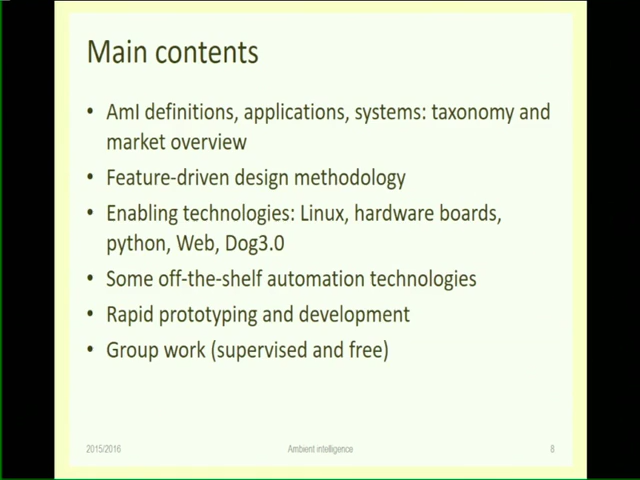 Main contents
• AmI definitions, applications, systems: taxonomy and
market overview
• Feature-driven design methodology
• Enabling technologies: Linux, hardware boards,
python, Web, Dog3.0
• Some off-the-shelf automation technologies
• Rapid prototyping and development
• Group work (supervised and free)
2015/2016 Ambient intelligence 8